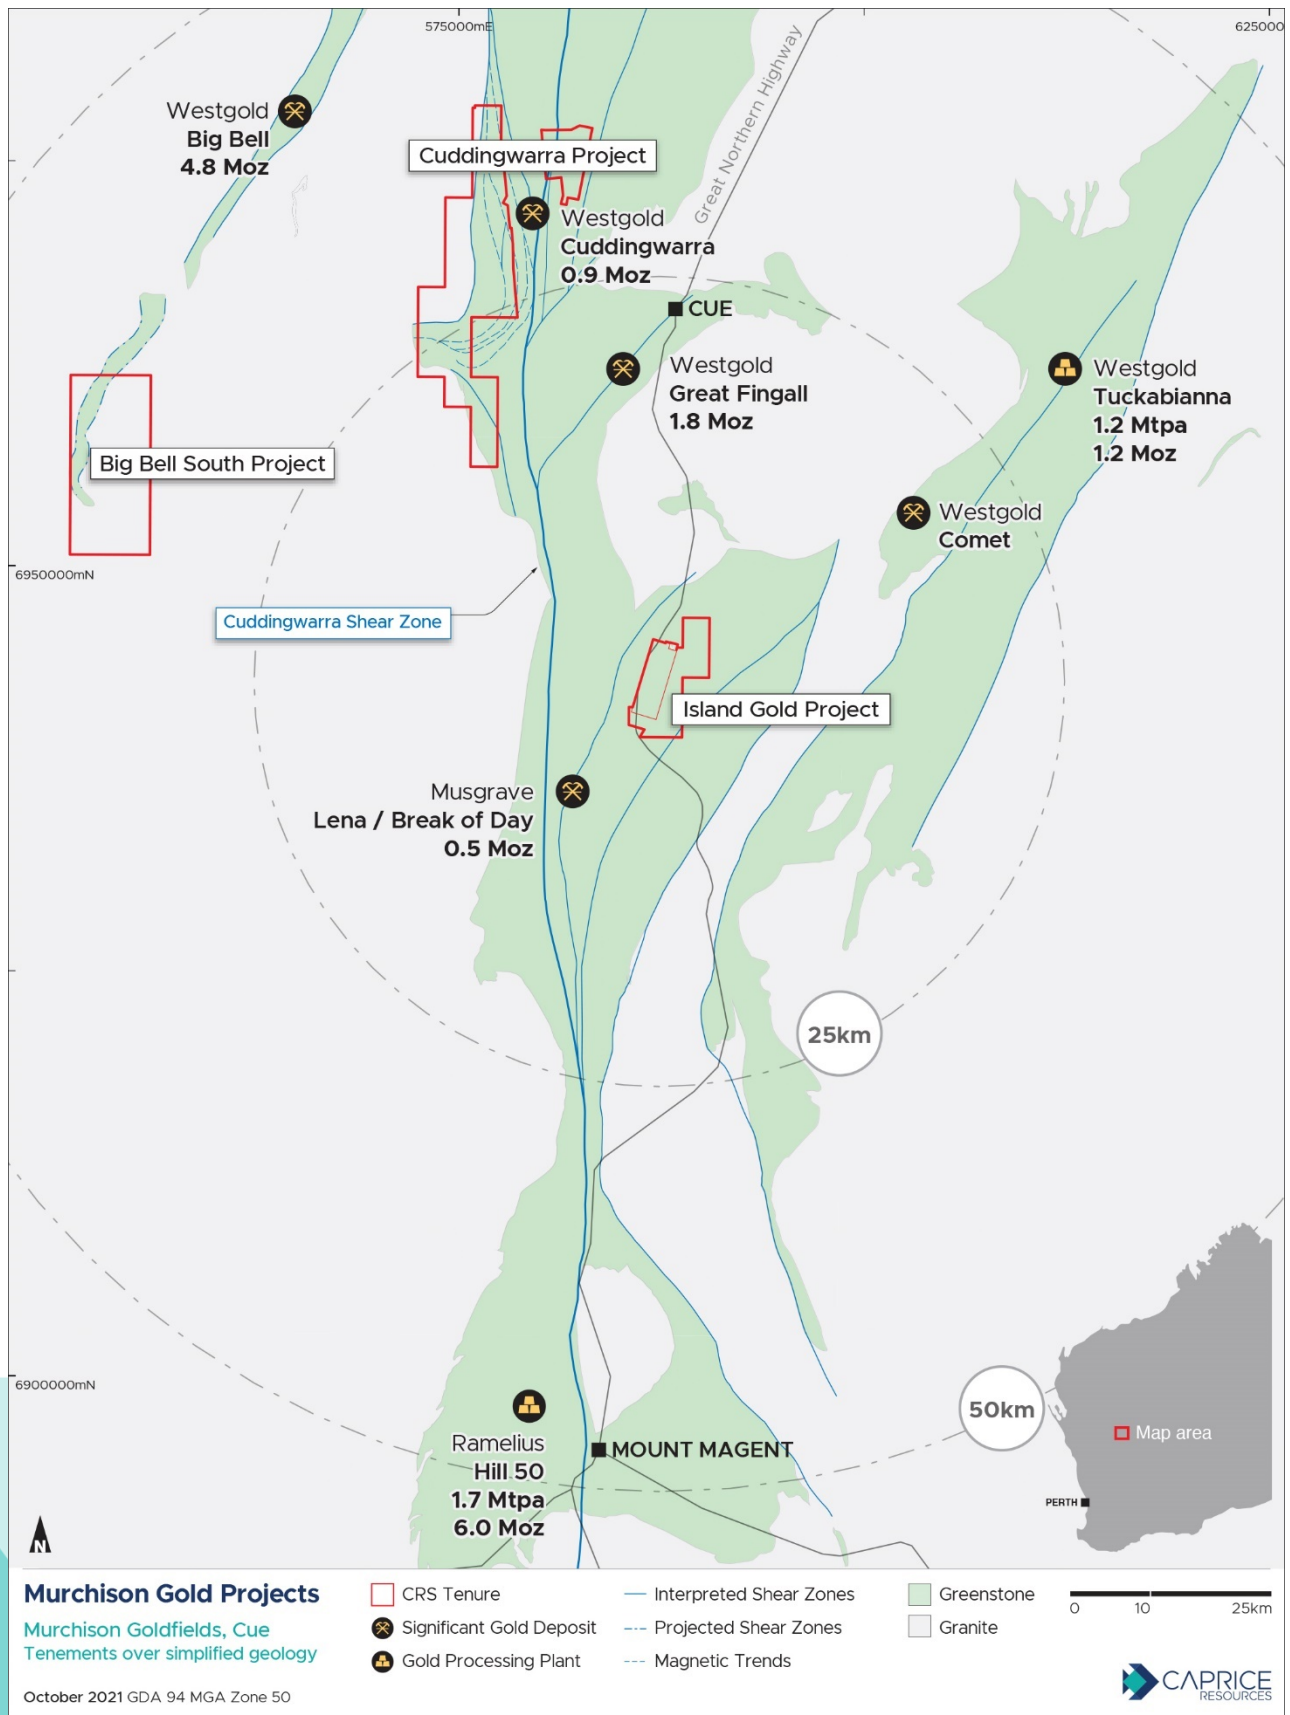 575000mE
625000
Great Northern Highway
Westgold
Big Bell
4.8 Moz
Cuddingwarra Project
Westgold
Cuddingwarra
0.9 Moz
CUE
Westgold
Great Fingall
1.8 Moz
Westgold
Tuckabianna
1.2 Mtpa
1.2 Moz
Big Bell South Project
Westgold
Comet
6950000mN
Cuddingwarra Shear Zone
Island Gold Project
Musgrave
Lena / Break of Day
0.5 Moz
25km
6900000mN
50km
Ramelius
Hill 50
1.7 Mtpa
6.0 Moz
MOUNT MAGENT
Map area
PERTH
N
Murchison Gold Projects
Murchison Goldfields, Cue
Tenements over simplified geology
October 2021 GDA 94 MGA Zone 50
CRS Tenure
Significant Gold Deposit
Gold Processing Plant
Interpreted Shear Zones
Projected Shear Zones
Magnetic Trends
Greenstone
Granite
0 10 25km
CAPRICE
RESOURCES